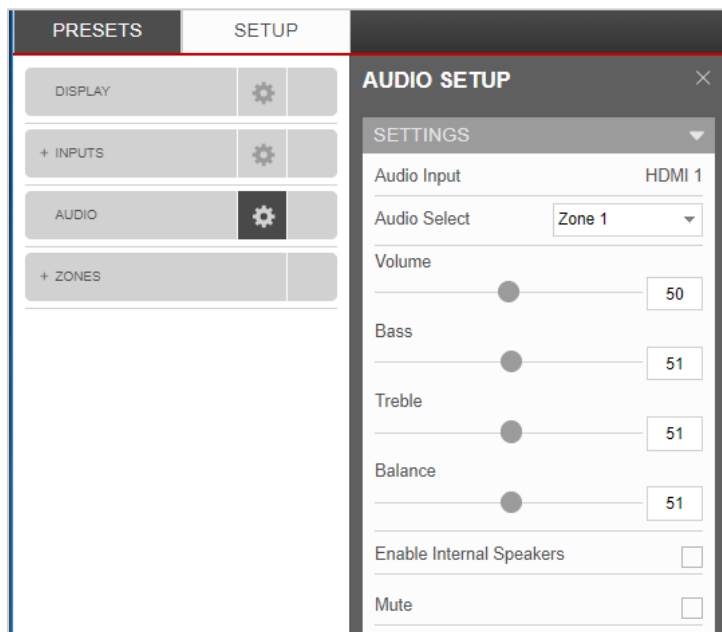 PRESETS SETUP
DISPLAY
+ INPUTS
AUDIO
+ ZONES
AUDIO SETUP
SETTINGS
Audio Input HDMI 1
Audio Select Zone 1
Volume
50
Bass
51
Treble
51
Balance
51
Enable Internal Speakers
Mute